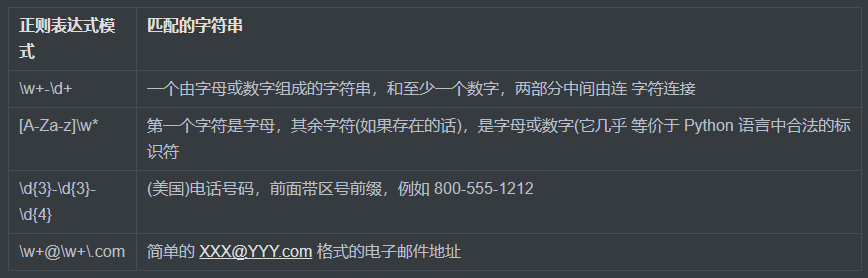 正则表达式模 匹配的字符串
式
\w+-\d+ 一个由字母或数字组成的字符串，和至少一个数字，两部分中间由连 字符连接
[A-Za-z]\w* 第一个字符是字母，其余字符(如果存在的话)，是字母或数字(它几乎 等价于 Python 语言中合法的标
识符
\d{3}-\d{3}- (美国)电话号码，前面带区号前缀，例如 800-555-1212
\d{4}
\w+@\w+\.com 简单的 XXX@YYY.com 格式的电子邮件地址